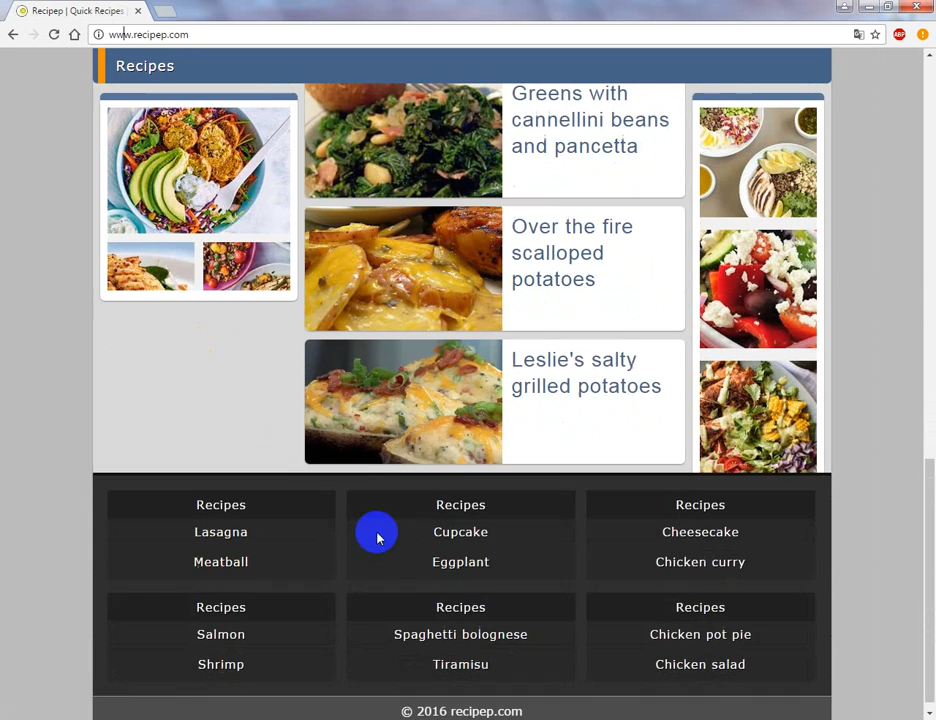 Recipep | Quick Recipes
www.recipep.com
ABP
Recipes
Greens with
cannellini beans
and pancetta
Over the fire
scalloped
potatoes
Leslie's salty
grilled potatoes
Recipes
Lasagna
Meatball
Recipes
Cupcake
Eggplant
Recipes
Cheesecake
Chicken curry
Recipes
Salmon
Shrimp
Recipes
Spaghetti bolognese
Tiramisu
Recipes
Chicken pot pie
Chicken salad
© 2016 recipep.com